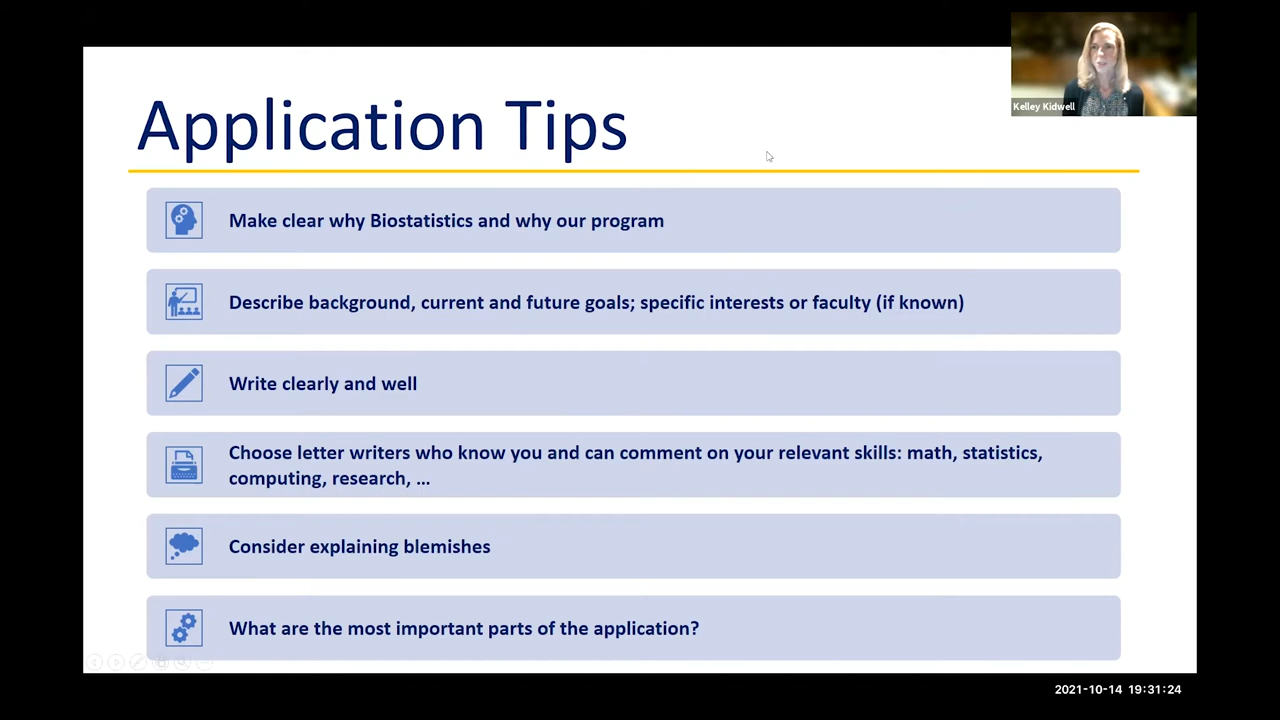 Application Tips
Kelley Kidwell
Make clear why Biostatistics and why our program
Describe background, current and future goals; specific interests or faculty (if known)
Write clearly and well
Choose letter writers who know you and can comment on your relevant skills: math, statistics,
computing, research, ...
Consider explaining blemishes
What are the most important parts of the application?
2021-10-14 19:31:24